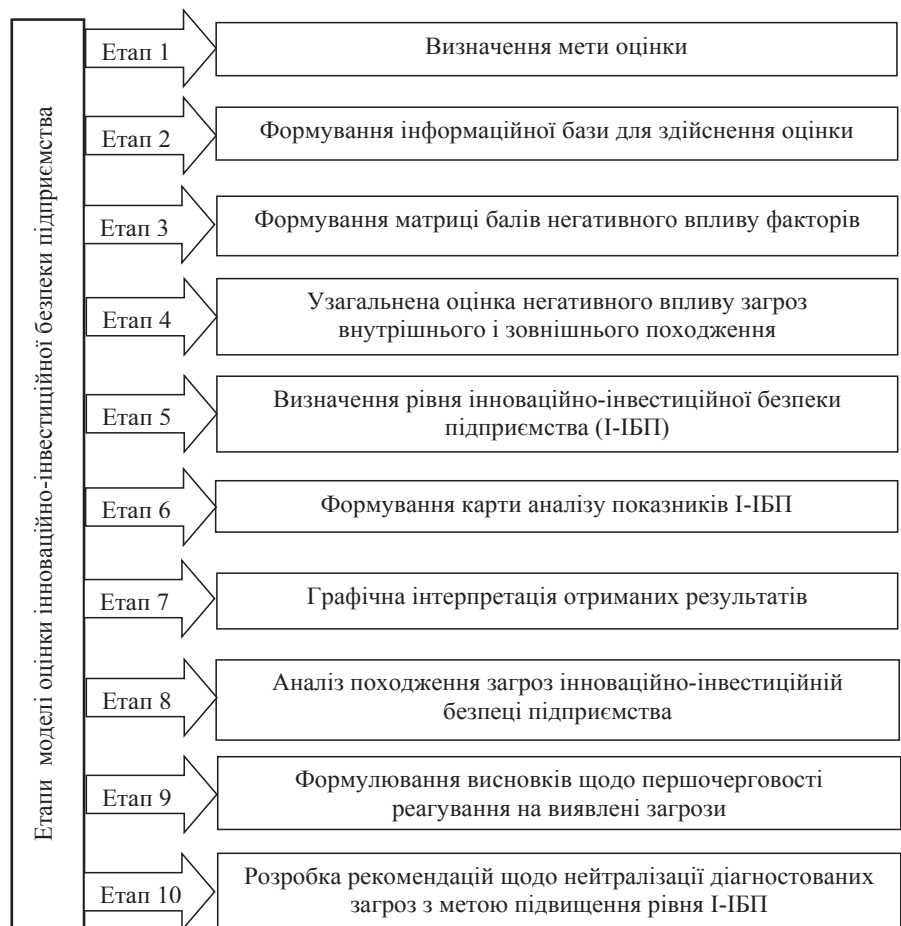 Етапи моделі оцінки інноваційно-інвестиційної безпеки підприємства
Етап 1
Визначення мети оцінки
Етап 2
Формування інформаційної бази для здійснення оцінки
Етап 3
Формування матриці балів негативного впливу факторів
Етап 4
Узагальнена оцінка негативного впливу загроз
внутрішнього і зовнішнього походження
Етап 5
Визначення рівня інноваційно-інвестиційної безпеки
підприємства (І-ІБП)
Етап 6
Формування карти аналізу показників І-ІБП
Етап 7
Графічна інтерпретація отриманих результатів
Етап 8
Аналіз походження загроз інноваційно-інвестиційній
безпеці підприємства
Етап 9
Формулювання висновків щодо першочерговості
реагування на виявлені загрози
Етап 10
Розробка рекомендацій щодо нейтралізації діагностованих
загроз з метою підвищення рівня І-ІБП